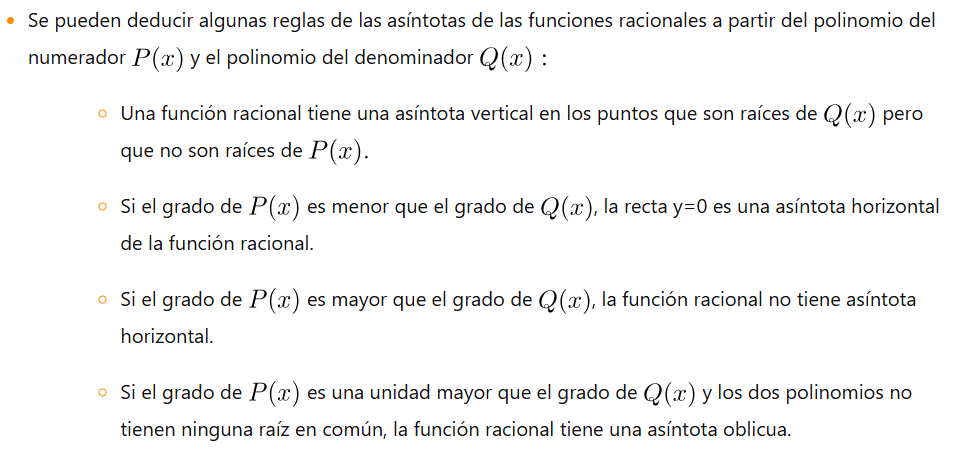 Se pueden deducir algunas reglas de las asíntotas de las funciones racionales a partir del polinomio del
numerador P(x) y el polinomio del denominador Q(x) :
Una función racional tiene una asíntota vertical en los puntos que son raíces de Q(x) pero
que no son raíces de P(x).
Si el grado de P(x) es menor que el grado de Q(x), la recta y=0 es una asíntota horizontal
de la función racional.
Si el grado de P(x) es mayor que el grado de Q(x), la función racional no tiene asíntota
horizontal.
Si el grado de P(x) es una unidad mayor que el grado de Q(x) y los dos polinomios no
tienen ninguna raíz en común, la función racional tiene una asíntota oblicua.